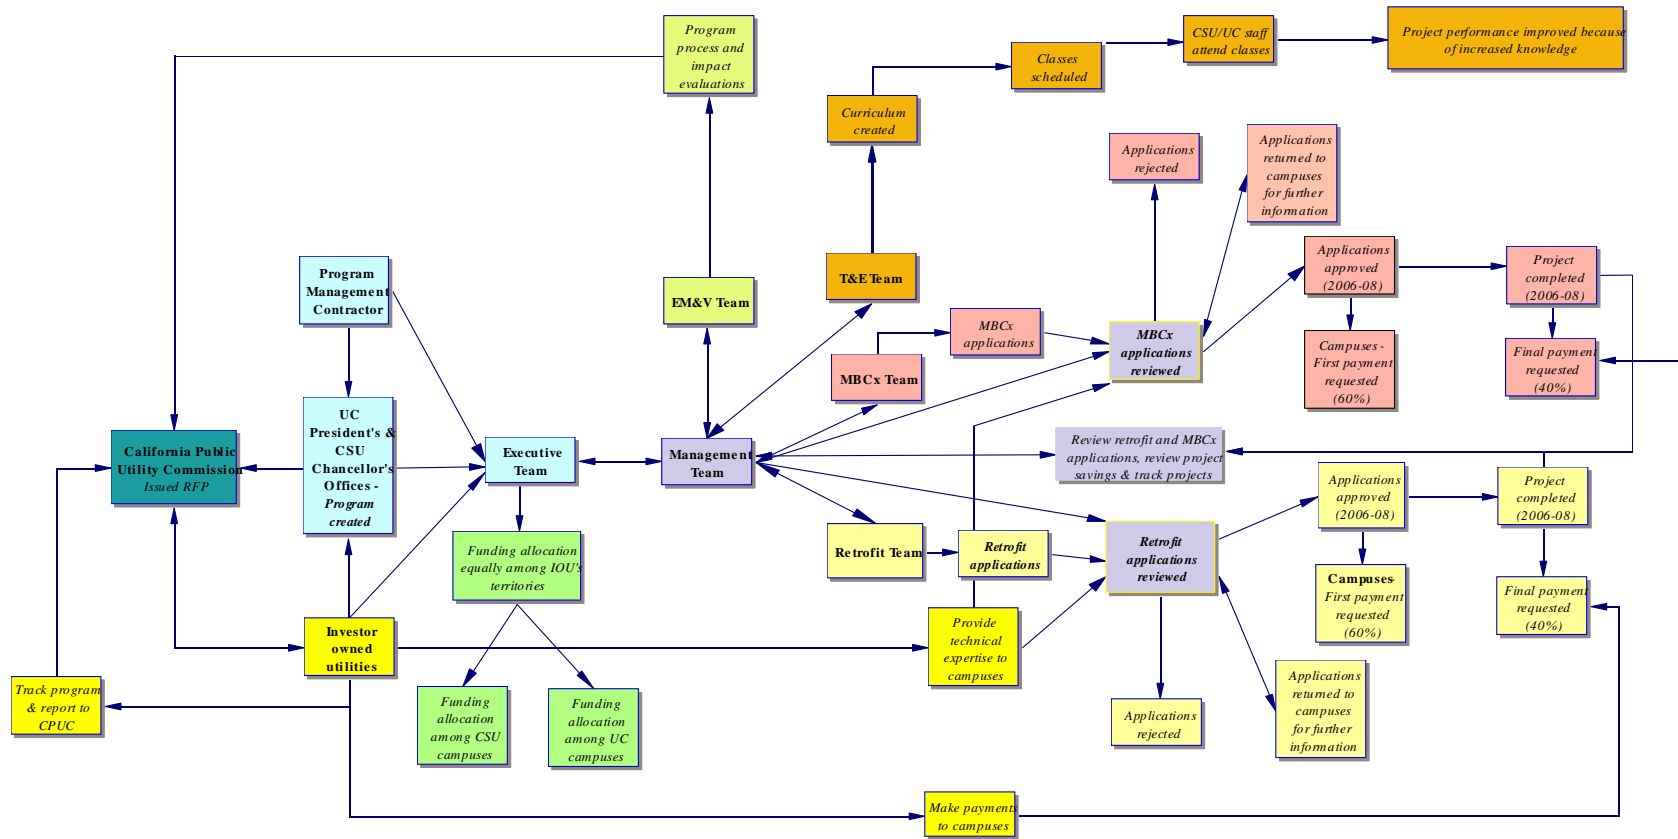 Program
process and
impact
evaluations
CSU/UC staff
attend classes
Project performance improved because
of increased knowledge
Classes
scheduled
Curriculum
created
Applications
rejected
Applications
returned to
campuses
for further
information
Program
Management
Contractor
EM&V Team
T&E Team
MBCx
applications
MBCx
applications
reviewed
Applications
approved
(2006-08)
Project
completed
(2006-08)
MBCx Team
Campuses -
First payment
requested
(60%)
Final payment
requested
(40%)
California Public
Utility Commission
Issued RFP
UC
President's &
CSU
Chancellor's
Offices -
Program
created
Executive
Team
Management
Team
Review retrofit and MBCx
applications, review project
savings & track projects
Applications
approved
(2006-08)
Project
completed
(2006-08)
Funding allocation
equally among IOU's
territories
Retrofit Team
Retrofit
applications
Retrofit
applications
reviewed
Campuses-
First payment
requested
(60%)
Final payment
requested
(40%)
Investor
owned
utilities
Provide
technical
expertise to
campuses
Track program
& report to
CPUC
Funding
allocation
among CSU
campuses
Funding
allocation
among UC
campuses
Applications
rejected
Applications
returned to
campuses
for further
information
Make payments
to campuses